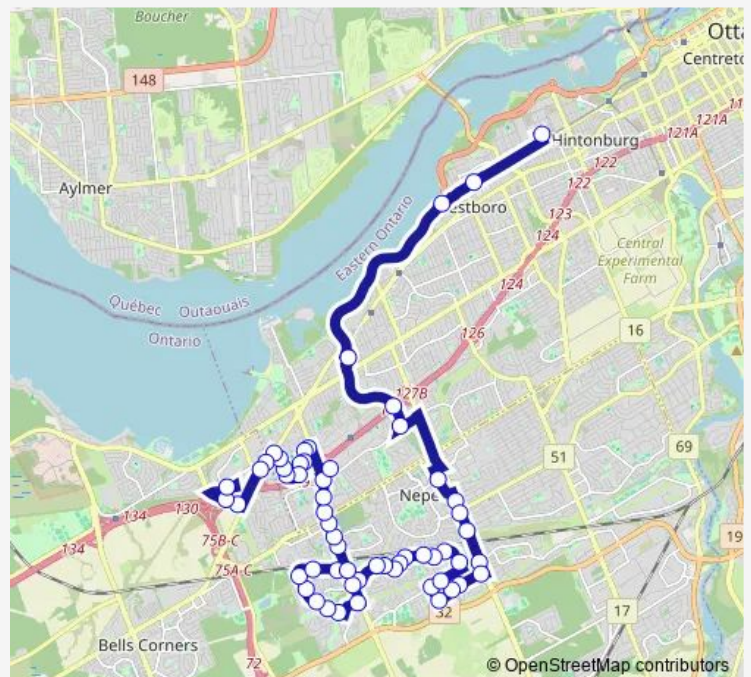 Boucher
Otta
Centreto
148
121A
121A
Hintonburg
122
122
Aylmer
estboro
123
124
Eastern Ontario
Central
Experimental
Farm
124
Québec Outaouais
Ontario
126
16
127B
69
51
Nepe
134
130
134
75B-C
75A-C
19
32
17
Bells Corners
72
© OpenStreetMap contributors